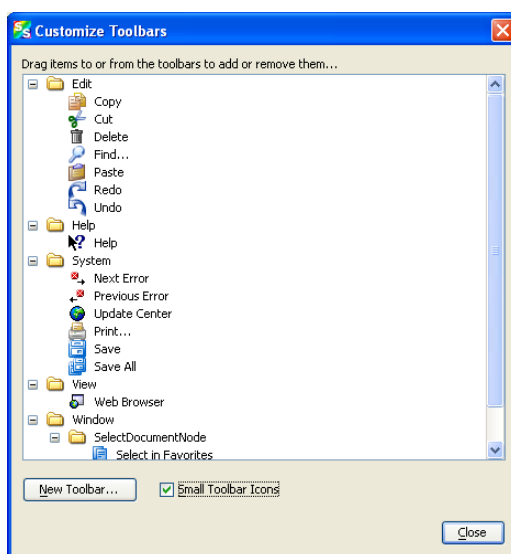 Customize Toolbars
Drag items to or from the toolbars to add or remove them...
Edit
Copy
Cut
Delete
Find...
Paste
Redo
Undo
Help
Help
System
Next Error
Previous Error
Update Center
Print...
Save
Save All
View
Web Browser
Window
SelectDocumentNode
Select in Favorites
New Toolbar... Small Toolbar Icons
Close